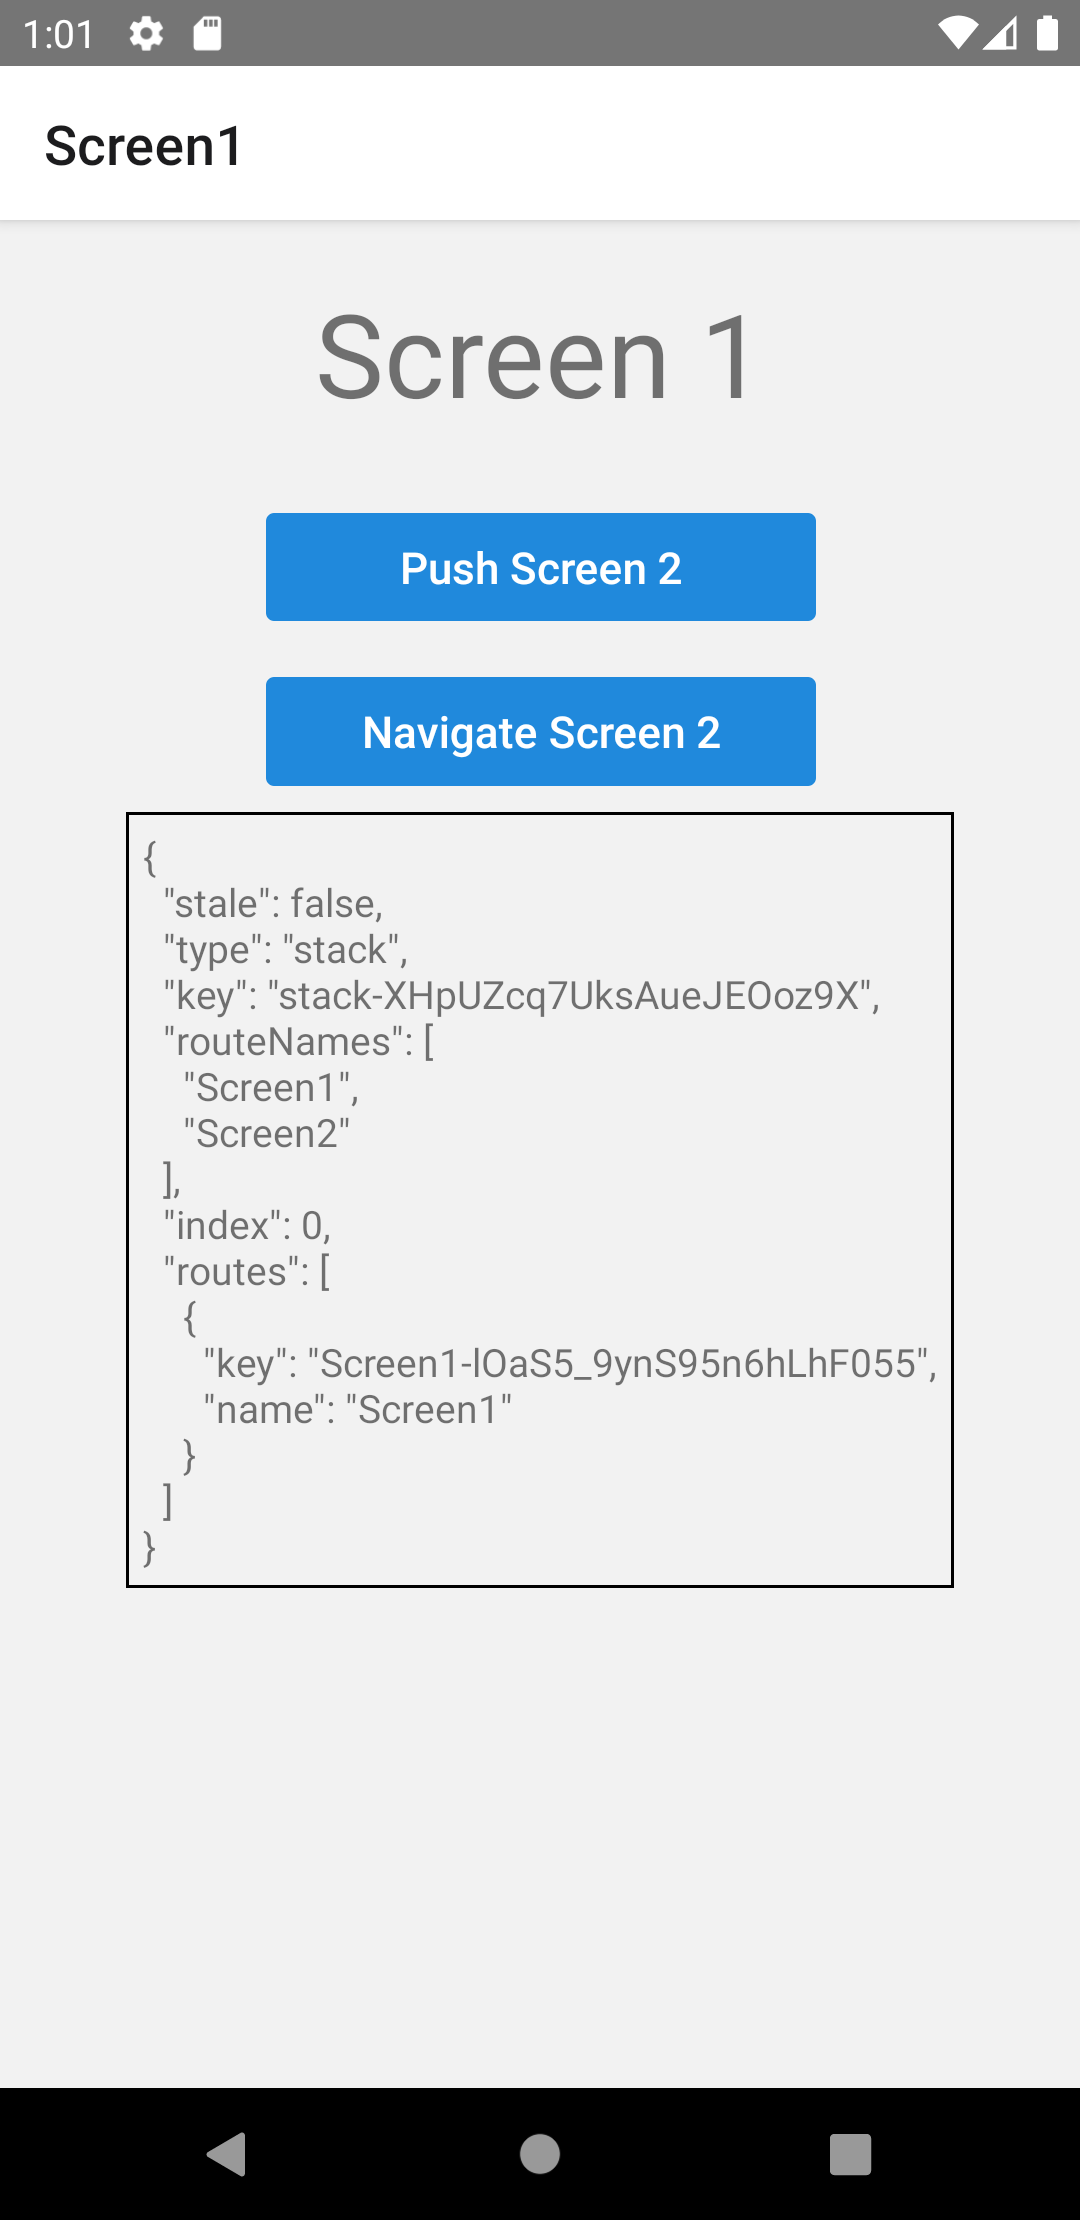 1:01
Screen1
Screen 1
Push Screen 2
Navigate Screen 2
{
  "stale": false,
  "type": "stack",
  "key": "stack-XHpUZcq7UksAueJEOoz9X",
  "routeNames": [
    "Screen1",
    "Screen2"
  ],
  "index": 0,
  "routes": [
    {
      "key": "Screen1-lOaS5_9ynS95n6hLhF055",
      "name": "Screen1"
    }
  ]
}